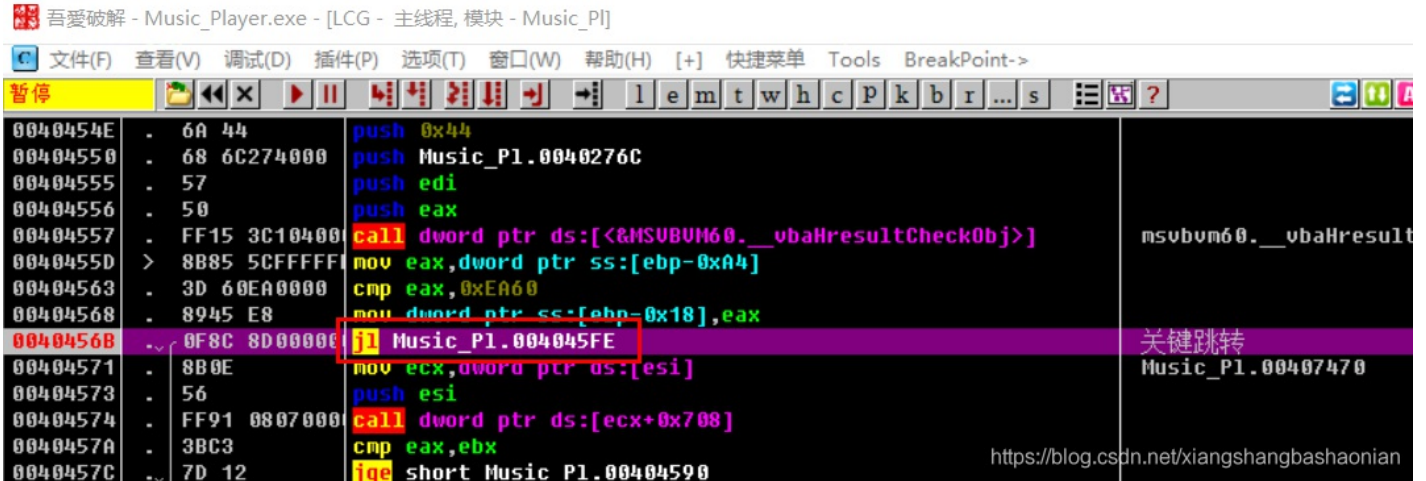 吾愛破解 - Music_Player.exe - [LCG - 主线程, 模块 - Music_Pl]
C 文件(F) 查看(V) 调试(D) 插件(P) 选项(T) 窗口(W) 帮助(H) [+] 快捷菜单 Tools BreakPoint->
暂停 l e m t w h c P k b r ... s ?
0040454E . 6A 44 push 0x44
00404550 . 68 6C274000 push Music_Pl.0040276C
00404555 . 57 push edi
00404556 . 50 push eax
00404557 . FF15 3C104000 call dword ptr ds:[<&MSVBVM60.__vbaHresultCheckObj>] msvbvm60.__vbaHresult
0040455D > 8B85 5CFFFFFF mov eax,dword ptr ss:[ebp-0xA4]
00404563 . 3D 60EA0000 cmp eax,0xEA60
00404568 . 8945 E8 mov dword ptr ss:[ebp-0x18],eax
0040456B . 0F8C 8D000000 jl Music_Pl.004045FE 关键跳转
00404571 . 8B0E mov ecx,dword ptr ds:[esi] Music_Pl.00407470
00404573 . 56 push esi
00404574 . FF91 08070000 call dword ptr ds:[ecx+0x708]
0040457A . 3BC3 cmp eax,ebx
0040457C . 7D 12 jge short Music_Pl.00404590
https://blog.csdn.net/xiangshangbashaonian